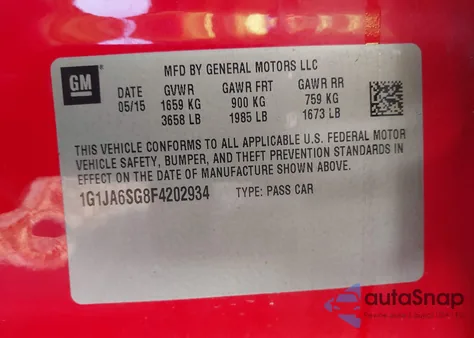 GM
MFD BY GENERAL MOTORS LLC
DATE GVWR GAWR FRT GAWR RR
05/15 1659 KG 900 KG 759 KG
3658 LB 1985 LB 1673 LB
THIS VEHICLE CONFORMS TO ALL APPLICABLE U.S. FEDERAL MOTOR
VEHICLE SAFETY, BUMPER, AND THEFT PREVENTION STANDARDS IN
EFFECT ON THE DATE OF MANUFACTURE SHOWN ABOVE.
1G1JA6SG8F4202934 TYPE: PASS CAR
autoSnap